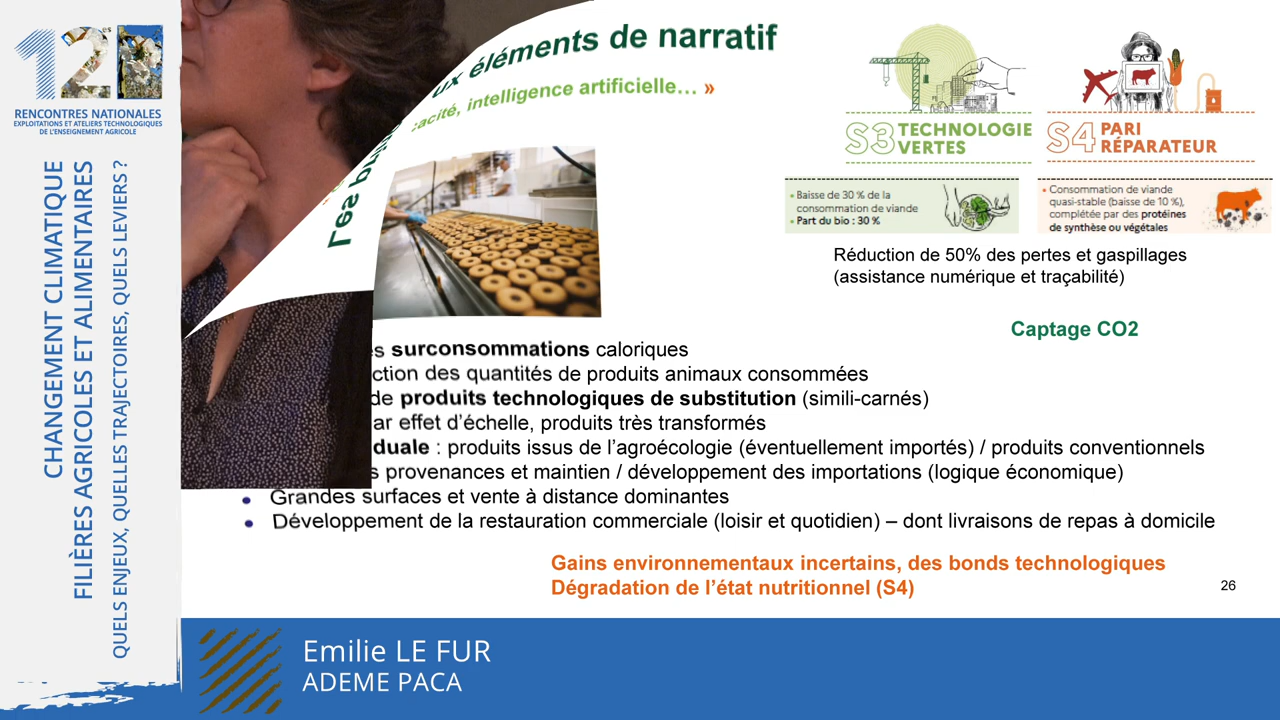 12
es
RENCONTRES NATIONALES
EXPLOITATIONS ET ATELIERS TECHNOLOGIQUES
DE L'ENSEIGNEMENT AGRICOLE
CHANGEMENT CLIMATIQUE
FILIÈRES AGRICOLES ET ALIMENTAIRES
QUELS ENJEUX, QUELLES TRAJECTOIRES, QUELS LEVIERS ?
Les
ux éléments de narratif
cacité, intelligence artificielle… »
S3 TECHNOLOGIE
VERTES
S4 PARI
RÉPARATEUR
• Baisse de 30 % de la
consommation de viande
• Part du bio : 30 %
• Consommation de viande
quasi-stable (baisse de 10 %),
complétée par des protéines
de synthèse ou végétales
Réduction de 50% des pertes et gaspillages
(assistance numérique et traçabilité)
Captage CO2
s surconsommations caloriques
ction des quantités de produits animaux consommées
de produits technologiques de substitution (simili-carnés)
ar effet d'échelle, produits très transformés
duale : produits issus de l'agroécologie (éventuellement importés) / produits conventionnels
s provenances et maintien / développement des importations (logique économique)
• Grandes surfaces et vente à distance dominantes
• Développement de la restauration commerciale (loisir et quotidien) – dont livraisons de repas à domicile
Gains environnementaux incertains, des bonds technologiques
Dégradation de l'état nutritionnel (S4)
26
Emilie LE FUR
ADEME PACA